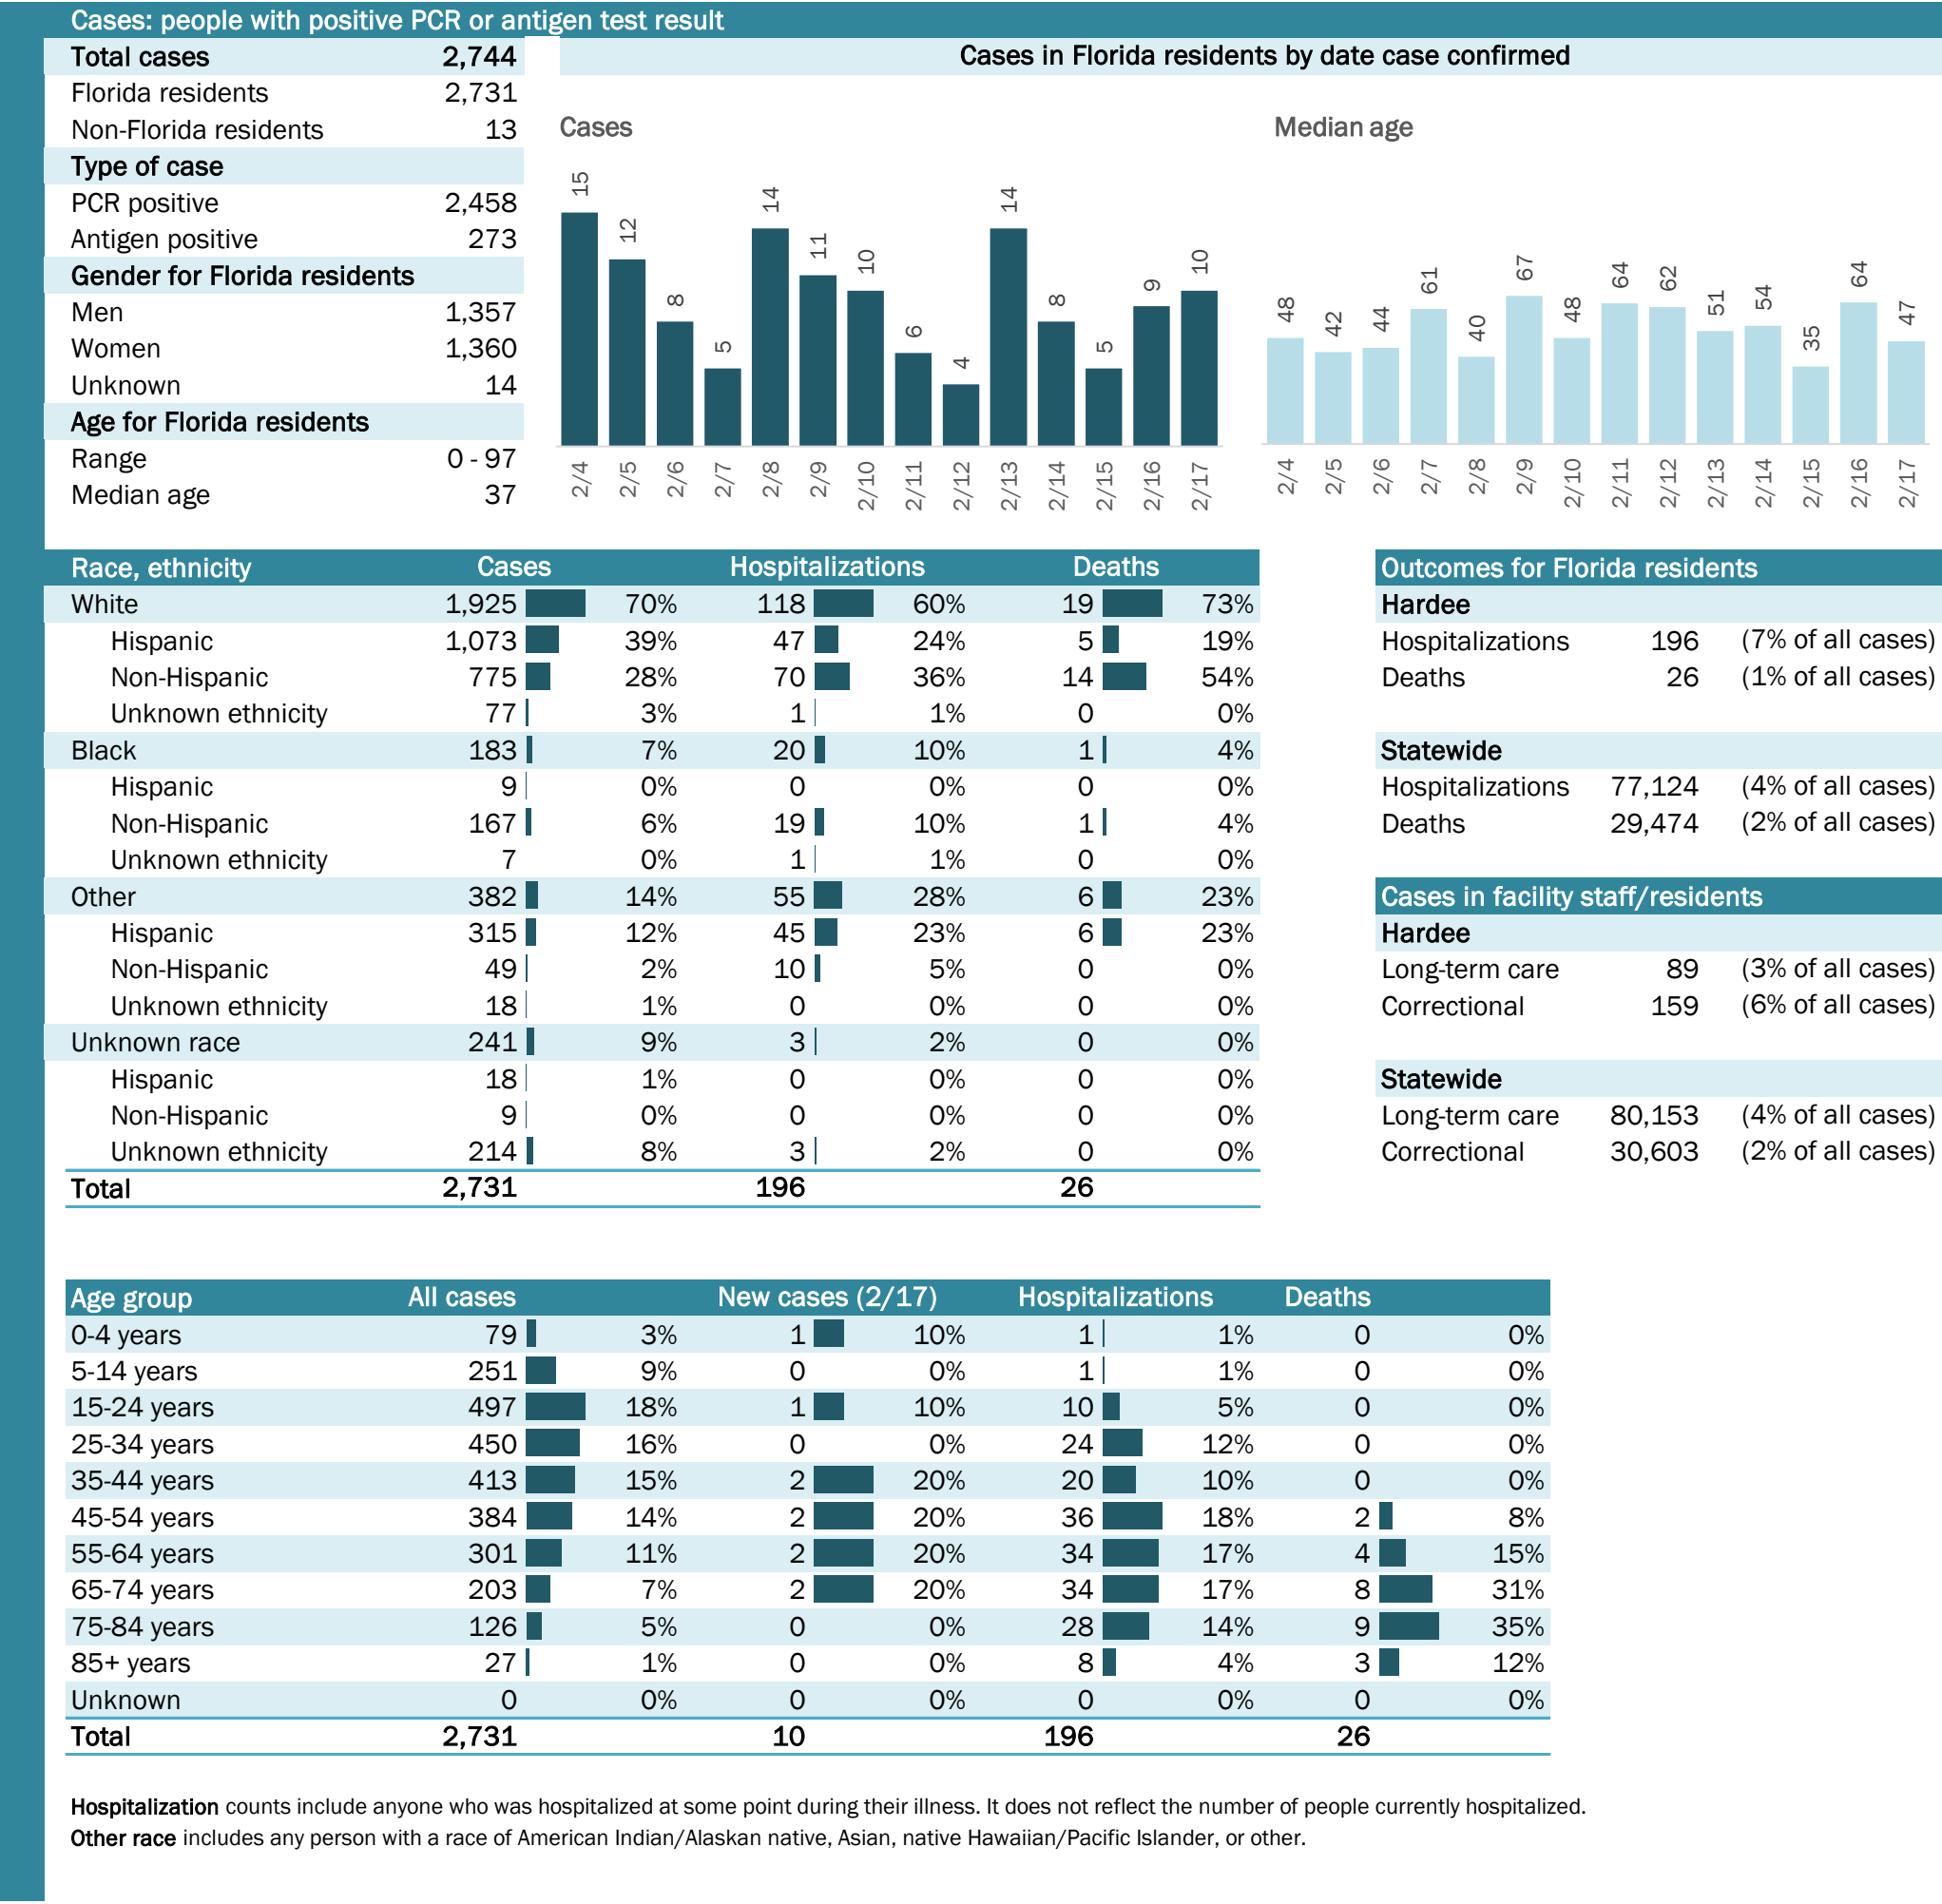 Cases: people with positive PCR or antigen test result
Total cases 2,744
Florida residents 2,731
Non-Florida residents 13
Type of case
PCR positive 2,458
Antigen positive 273
Gender for Florida residents
Men 1,357
Women 1,360
Unknown 14
Age for Florida residents
Range 0 - 97
Median age 37
Cases in Florida residents by date case confirmed
Cases
15 12 8 5 14 11 10 6 4 14 8 5 9 10
2/4 2/5 2/6 2/7 2/8 2/9 2/10 2/11 2/12 2/13 2/14 2/15 2/16 2/17
Median age
48 42 44 61 40 67 48 64 62 51 54 35 64 47
2/4 2/5 2/6 2/7 2/8 2/9 2/10 2/11 2/12 2/13 2/14 2/15 2/16 2/17
Race, ethnicity Cases Hospitalizations Deaths
White 1,925 70% 118 60% 19 73%
Hispanic 1,073 39% 47 24% 5 19%
Non-Hispanic 775 28% 70 36% 14 54%
Unknown ethnicity 77 3% 1 1% 0 0%
Black 183 7% 20 10% 1 4%
Hispanic 9 0% 0 0% 0 0%
Non-Hispanic 167 6% 19 10% 1 4%
Unknown ethnicity 7 0% 1 1% 0 0%
Other 382 14% 55 28% 6 23%
Hispanic 315 12% 45 23% 6 23%
Non-Hispanic 49 2% 10 5% 0 0%
Unknown ethnicity 18 1% 0 0% 0 0%
Unknown race 241 9% 3 2% 0 0%
Hispanic 18 1% 0 0% 0 0%
Non-Hispanic 9 0% 0 0% 0 0%
Unknown ethnicity 214 8% 3 2% 0 0%
Total 2,731 196 26
Outcomes for Florida residents
Hardee
Hospitalizations 196 (7% of all cases)
Deaths 26 (1% of all cases)
Statewide
Hospitalizations 77,124 (4% of all cases)
Deaths 29,474 (2% of all cases)
Cases in facility staff/residents
Hardee
Long-term care 89 (3% of all cases)
Correctional 159 (6% of all cases)
Statewide
Long-term care 80,153 (4% of all cases)
Correctional 30,603 (2% of all cases)
Age group All cases New cases (2/17) Hospitalizations Deaths
0-4 years 79 3% 1 10% 1 1% 0 0%
5-14 years 251 9% 0 0% 1 1% 0 0%
15-24 years 497 18% 1 10% 10 5% 0 0%
25-34 years 450 16% 0 0% 24 12% 0 0%
35-44 years 413 15% 2 20% 20 10% 0 0%
45-54 years 384 14% 2 20% 36 18% 2 8%
55-64 years 301 11% 2 20% 34 17% 4 15%
65-74 years 203 7% 2 20% 34 17% 8 31%
75-84 years 126 5% 0 0% 28 14% 9 35%
85+ years 27 1% 0 0% 8 4% 3 12%
Unknown 0 0% 0 0% 0 0% 0 0%
Total 2,731 10 196 26
Hospitalization counts include anyone who was hospitalized at some point during their illness. It does not reflect the number of people currently hospitalized.
Other race includes any person with a race of American Indian/Alaskan native, Asian, native Hawaiian/Pacific Islander, or other.